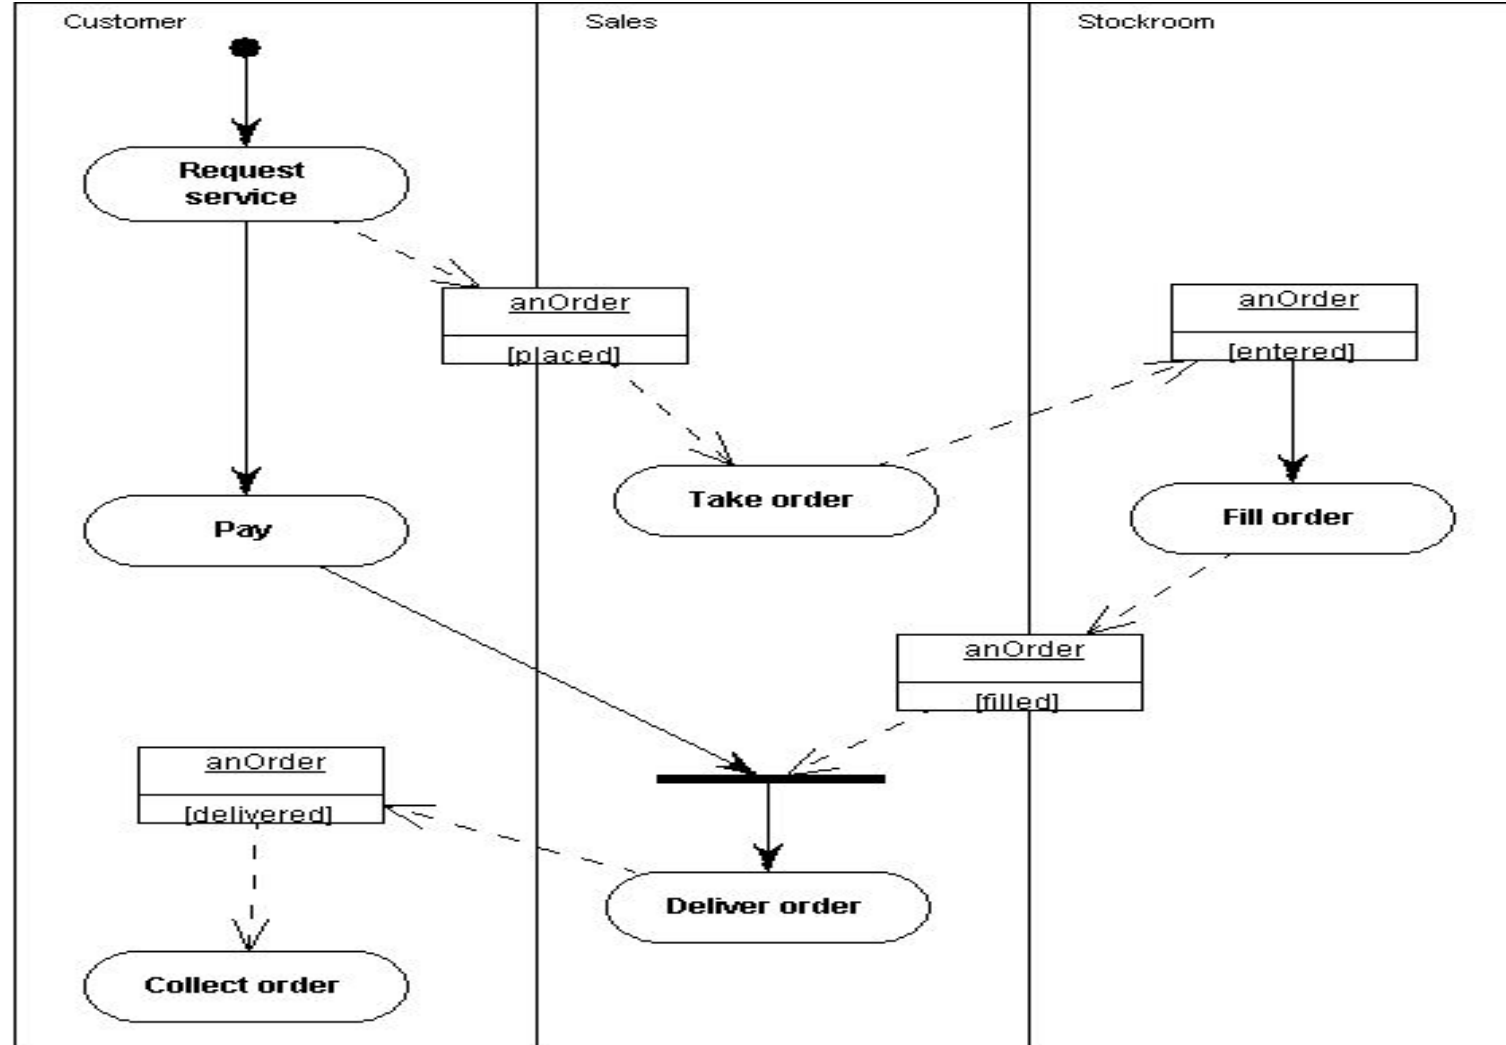 Customer
Sales
Stockroom
Request
service
anOrder
[placed]
anOrder
[entered]
Take order
Fill order
Pay
anOrder
[filled]
anOrder
[delivered]
Deliver order
Collect order